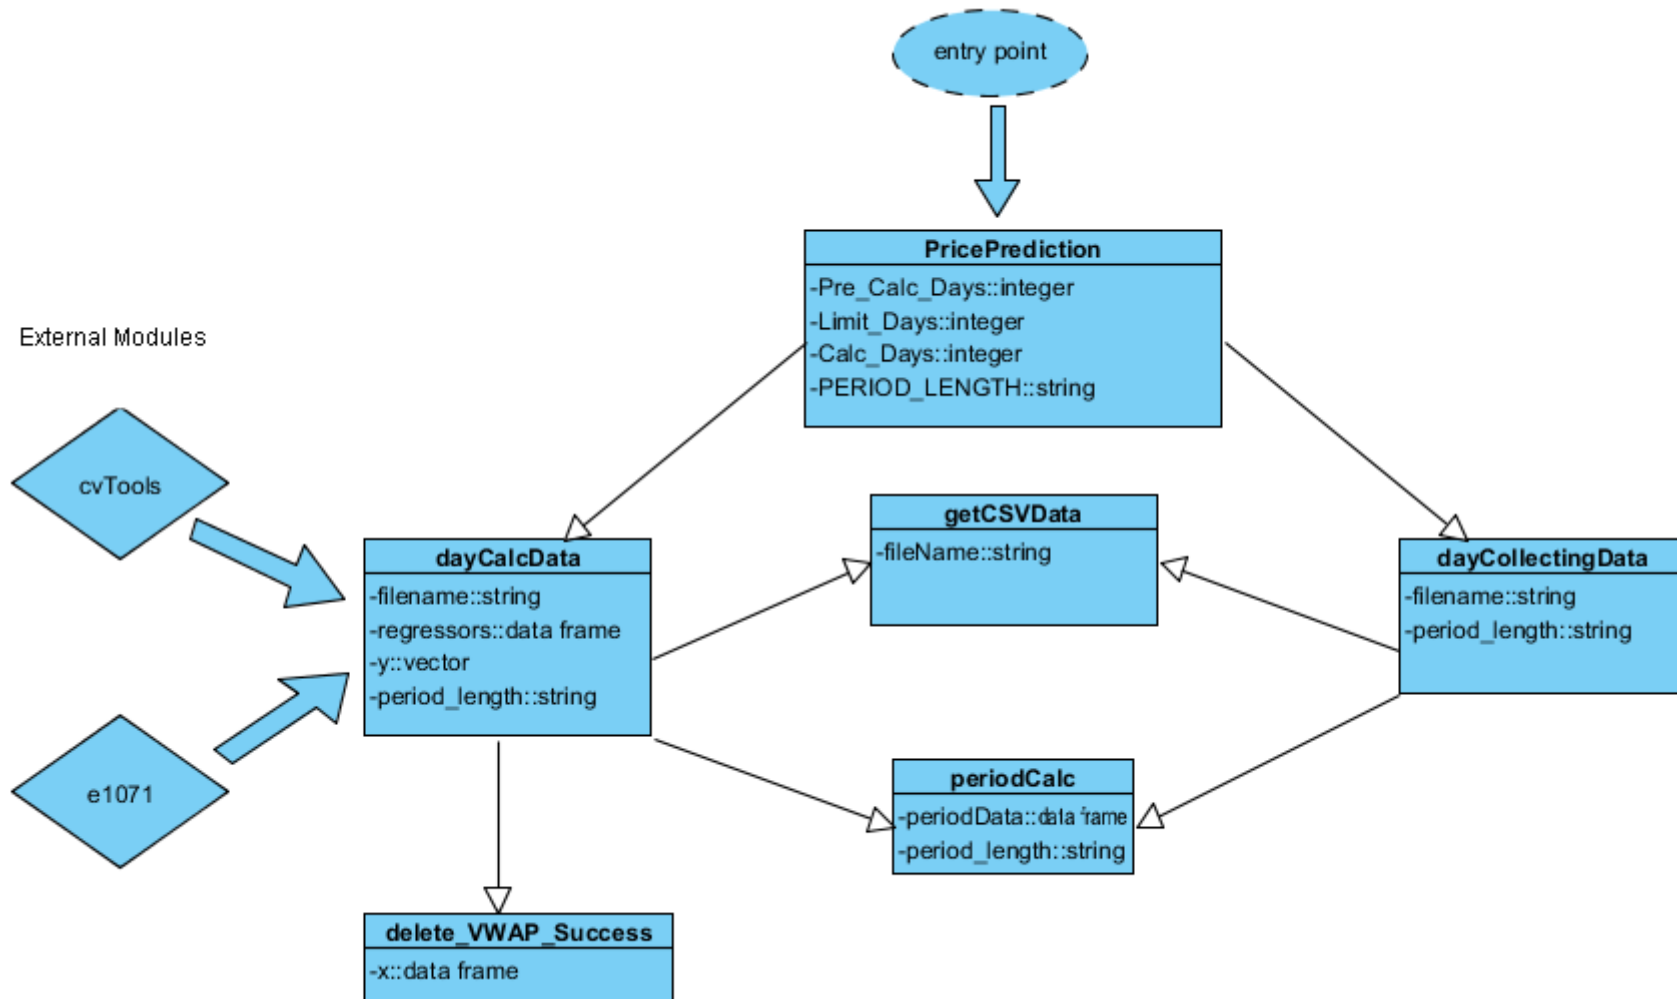 entry point
PricePrediction
-Pre_Calc_Days::integer
-Limit_Days::integer
-Calc_Days::integer
-PERIOD_LENGTH::string
External Modules
cvTools
e1071
dayCalcData
-filename::string
-regressors::data frame
-y::vector
-period_length::string
getCSVData
-fileName::string
dayCollectingData
-filename::string
-period_length::string
periodCalc
-periodData::data frame
-period_length::string
delete_VWAP_Success
-x::data frame